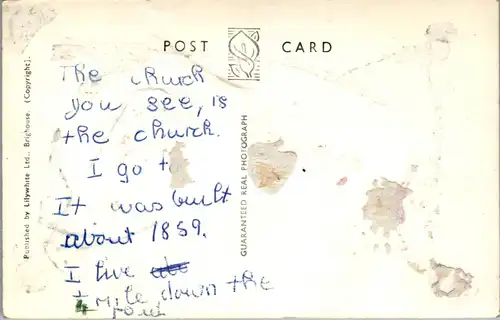 POST CARD
The church
you see, is
the church.
I go t
It was built
about 1859.
I live
mile down the
road
Published by Lilywhite Ltd., Brighouse. (Copyright).
GUARANTEED REAL PHOTOGRAPH